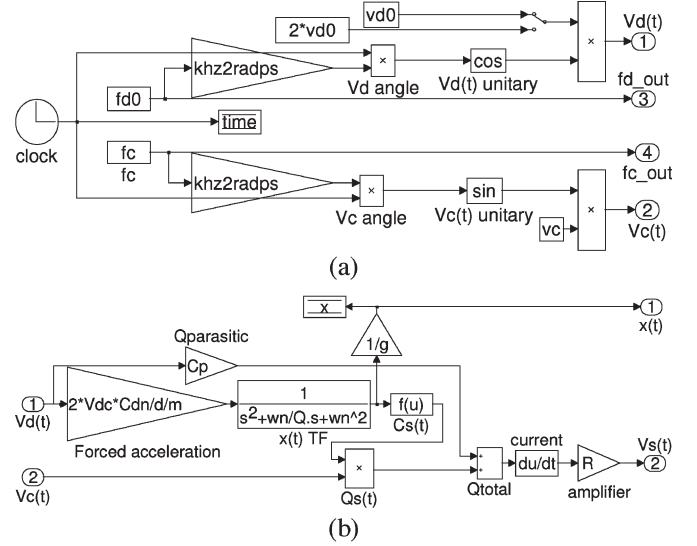 vd0
2*vd0
Vd(t)
1
khz2radps
×
Vd angle
cos
Vd(t) unitary
×
fd0
fd_out
3
time
clock
fc
fc
4
fc_out
khz2radps
×
Vc angle
sin
Vc(t) unitary
×
vc
2
Vc(t)
(a)
x
1
x(t)
Qparasitic
1/g
Cp
1
Vd(t)
2*Vdc*Cdn/d/m
Forced acceleration
1
s²+wn/Q.s+wn^2
x(t) TF
f(u)
Cs(t)
2
Vc(t)
×
Qs(t)
+
+
Qtotal
current
du/dt
R
amplifier
Vs(t)
2
(b)